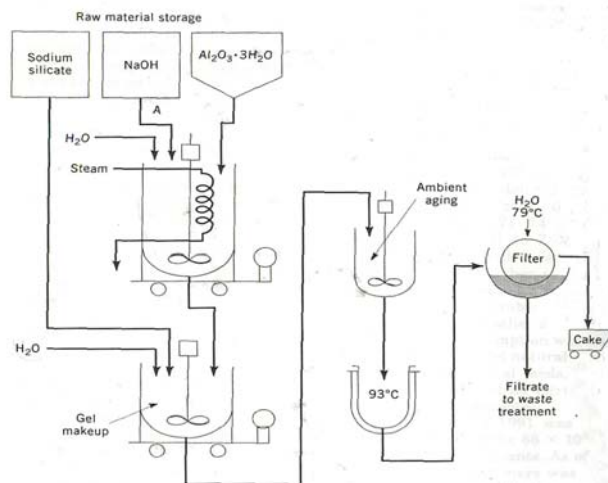 Raw material storage
Sodium
silicate
NaOH
Al₂O₃·3H₂O
A
H₂O
Steam
Ambient
aging
H₂O
79°C
Filter
Cake
H₂O
93°C
Gel
makeup
Filtrate
to waste
treatment